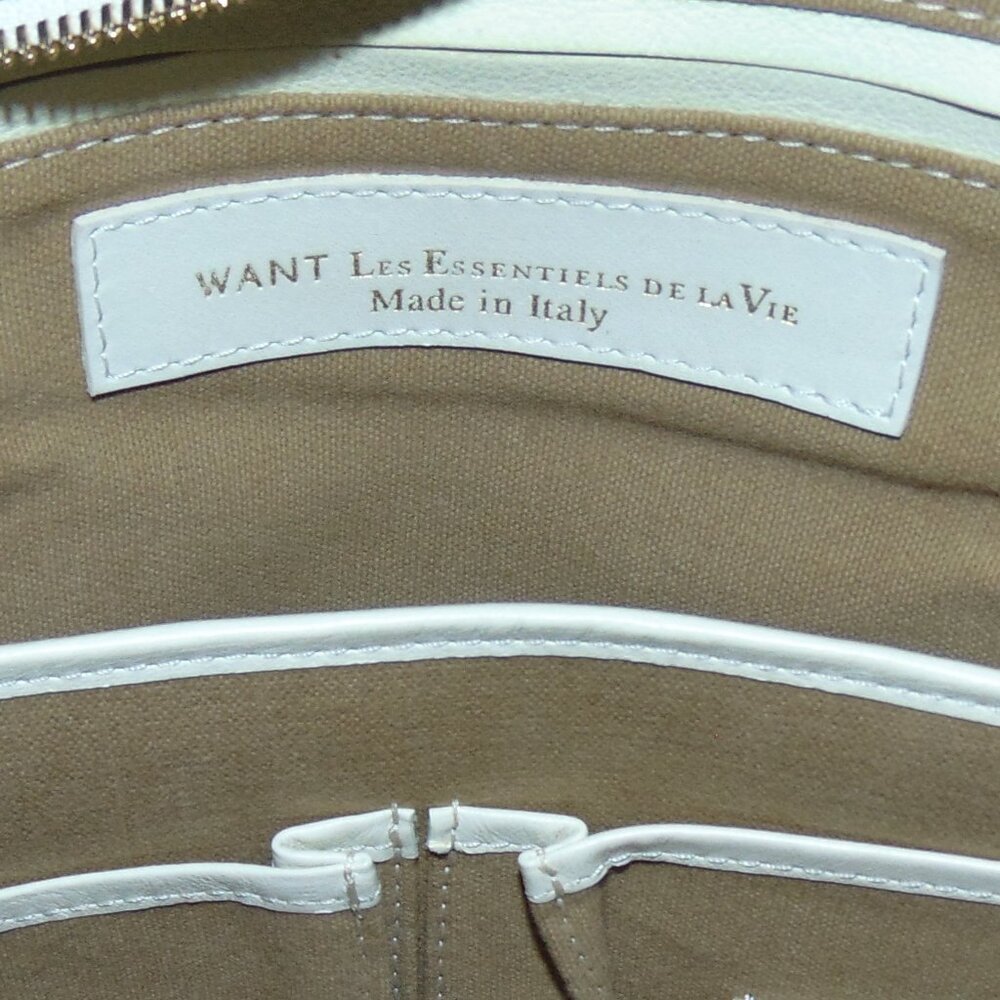 WANT Les Essentiels de la Vie
Made in Italy